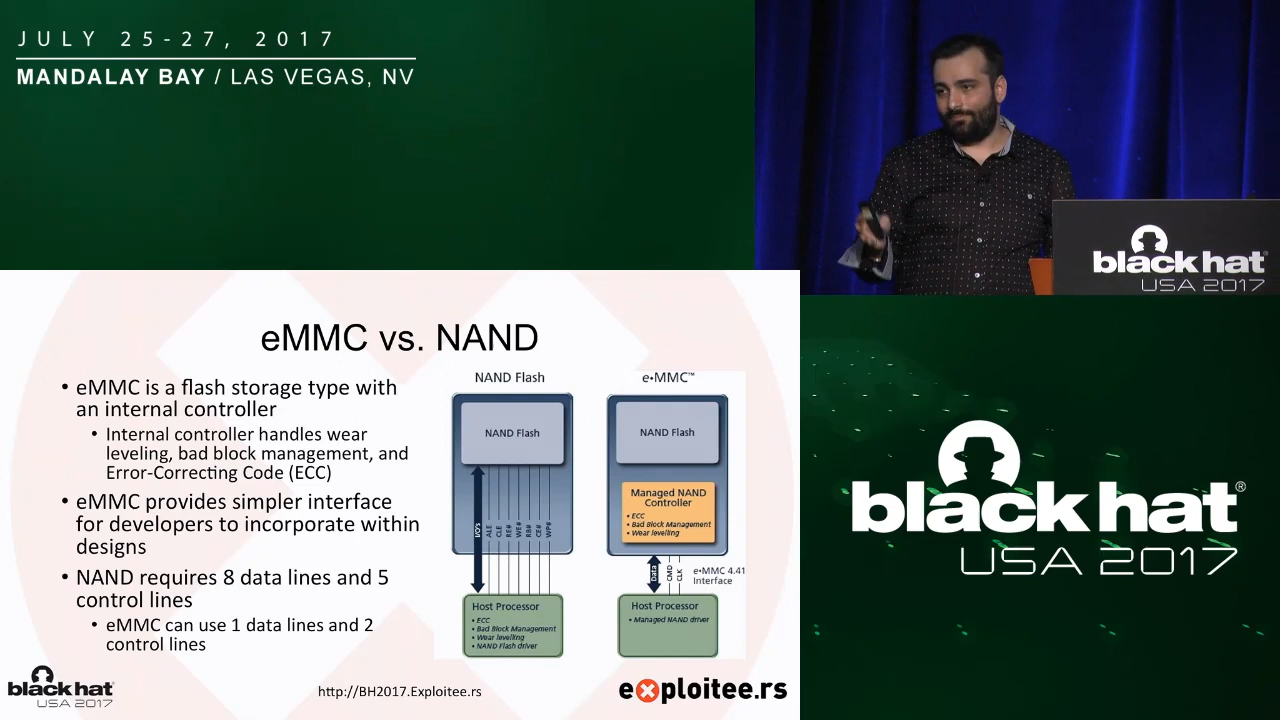 JULY 25-27, 2017
MANDALAY BAY / LAS VEGAS, NV
black hat
USA 2017
eMMC vs. NAND
• eMMC is a flash storage type with
an internal controller
• Internal controller handles wear
leveling, bad block management, and
Error-Correcting Code (ECC)
• eMMC provides simpler interface
for developers to incorporate within
designs
• NAND requires 8 data lines and 5
control lines
• eMMC can use 1 data lines and 2
control lines
NAND Flash
NAND Flash
I/O's
ALE
CLE
RE#
WE#
RB#
CE#
WP#
Host Processor
• ECC
• Bad Block Management
• Wear levelling
• NAND Flash driver
e•MMC™
NAND Flash
Managed NAND
Controller
• ECC
• Bad Block Management
• Wear levelling
Data
CMD
CLK
e•MMC 4.41
Interface
Host Processor
• Managed NAND driver
black hat
USA 2017
http://BH2017.Exploitee.rs
exploitee.rs
black hat®
USA 2017